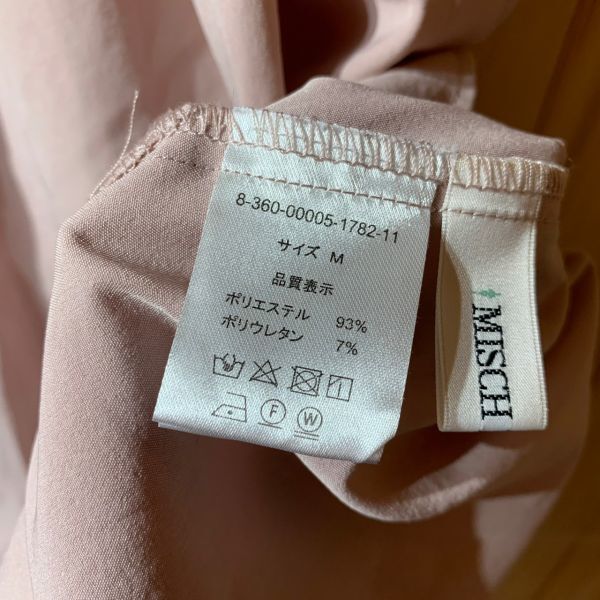 8-360-00005-1782-11
サイズ M
品質表示
ポリエステル 93%
ポリウレタン 7%
F W
MISCH